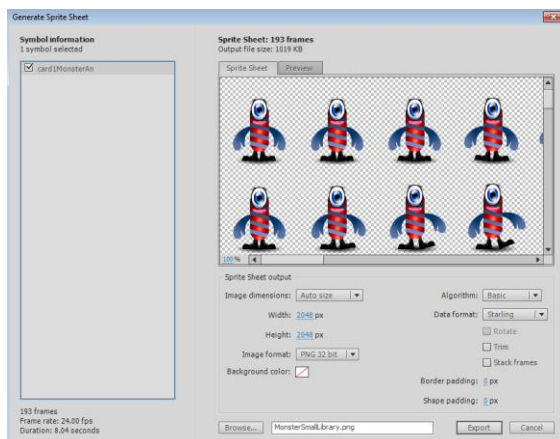 Generate Sprite Sheet
Symbol information
1 symbol selected
card1MonsterAn
193 frames
Frame rate: 24.00 fps
Duration: 8.04 seconds
Sprite Sheet: 193 frames
Output file size: 1019 KB
Sprite Sheet Preview
100 %
Sprite Sheet output
Image dimensions: Auto size
Width: 2048 px
Height: 2048 px
Image format: PNG 32 bit
Background color:
Algorithm: Basic
Data format: Starling
Rotate
Trim
Stack frames
Border padding: 0 px
Shape padding: 0 px
Browse... MonsterSmallLibrary.png Export Cancel